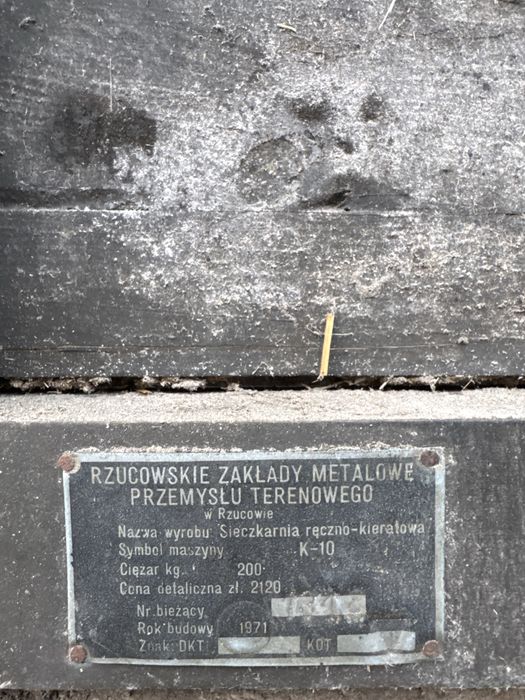 RZUCOWSKIE ZAKŁADY METALOWE
PRZEMYSŁU TERENOWEGO
w Rzucowie
Nazwa wyrobu Sieczkarnia ręczno-kieratowa
Symbol maszyny K-10
Ciężar kg. 200
Cena detaliczna zł. 2120
Nr. bieżący
Rok budowy 1971
Znak: DKT KOT